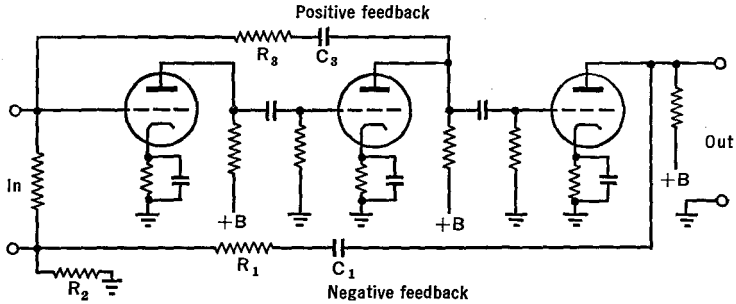 Positive feedback
R3 C3
In
+B
+B
+B
Out
R1 C1
R2
Negative feedback